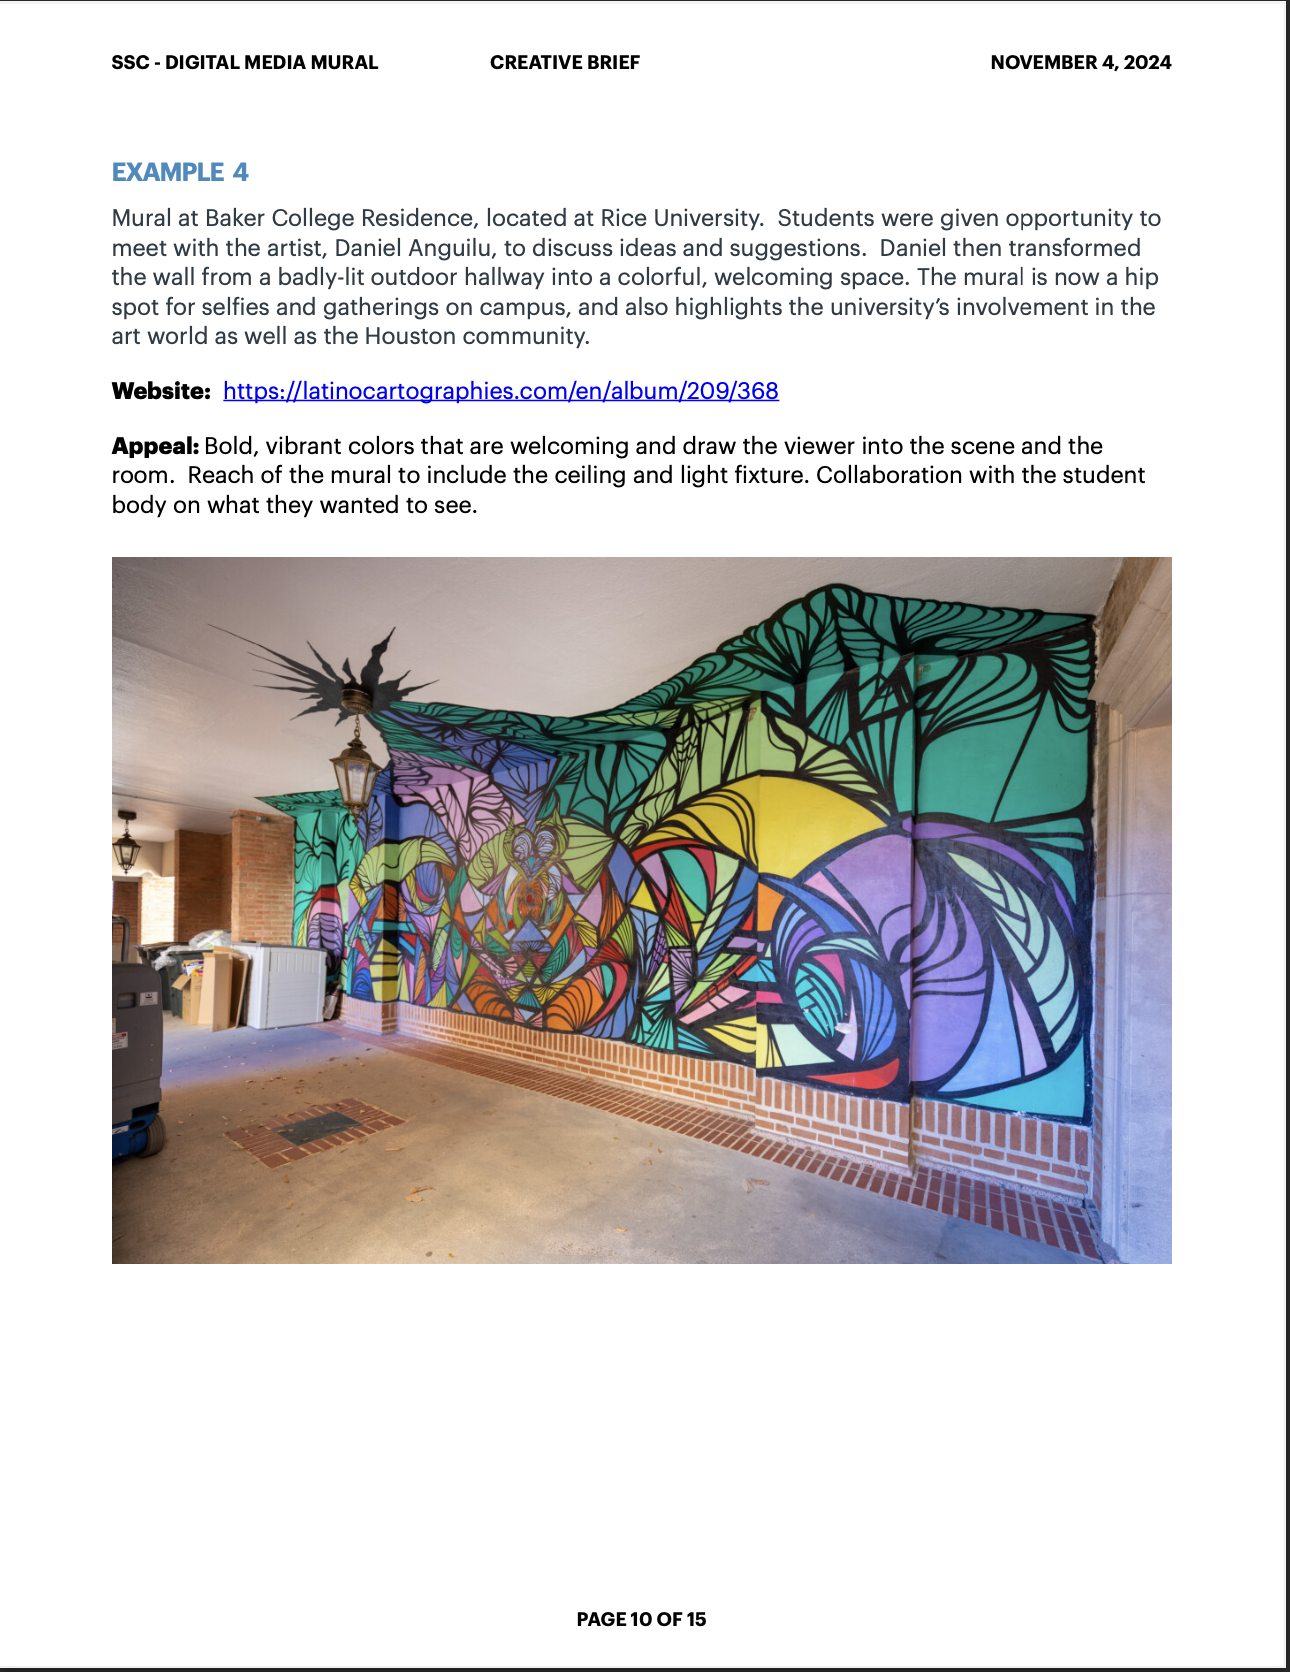 SSC - DIGITAL MEDIA MURAL CREATIVE BRIEF NOVEMBER 4, 2024
EXAMPLE 4
Mural at Baker College Residence, located at Rice University.  Students were given opportunity to
meet with the artist, Daniel Anguilu, to discuss ideas and suggestions.  Daniel then transformed
the wall from a badly-lit outdoor hallway into a colorful, welcoming space. The mural is now a hip
spot for selfies and gatherings on campus, and also highlights the university’s involvement in the
art world as well as the Houston community.
Website:  https://latinocartographies.com/en/album/209/368
Appeal: Bold, vibrant colors that are welcoming and draw the viewer into the scene and the
room.  Reach of the mural to include the ceiling and light fixture. Collaboration with the student
body on what they wanted to see.
PAGE 10 OF 15